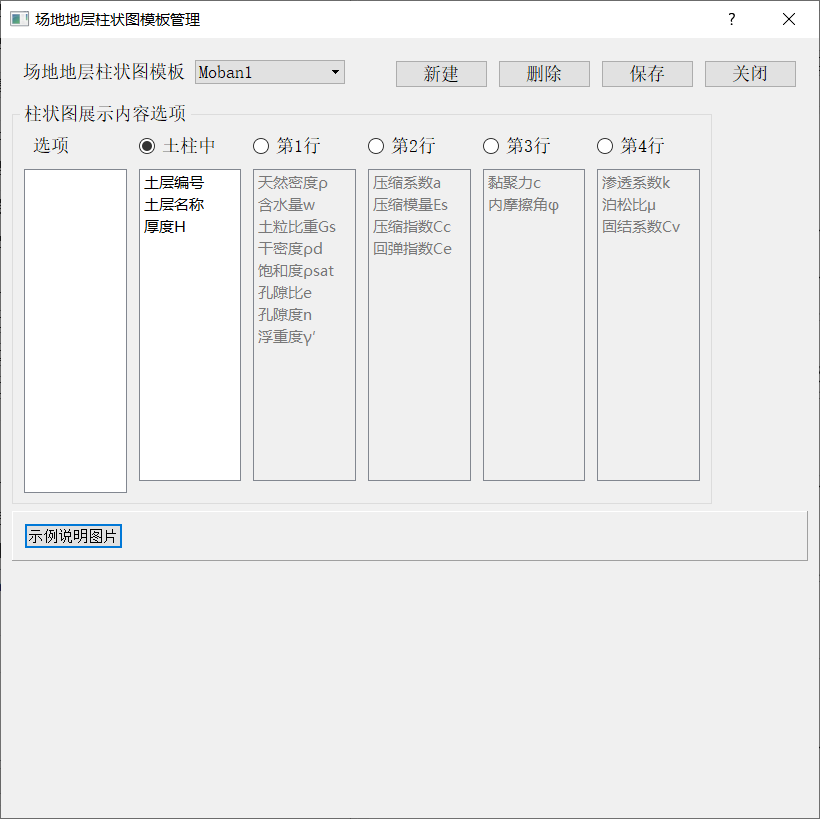 场地地层柱状图模板管理
?
场地地层柱状图模板 Moban1 新建 删除 保存 关闭
柱状图展示内容选项
选项 土柱中 第1行 第2行 第3行 第4行
土层编号
土层名称
厚度H
天然密度ρ
含水量w
土粒比重Gs
干密度ρd
饱和度ρsat
孔隙比e
孔隙度n
浮重度γ′
压缩系数a
压缩模量Es
压缩指数Cc
回弹指数Ce
黏聚力c
内摩擦角φ
渗透系数k
泊松比μ
固结系数Cv
示例说明图片